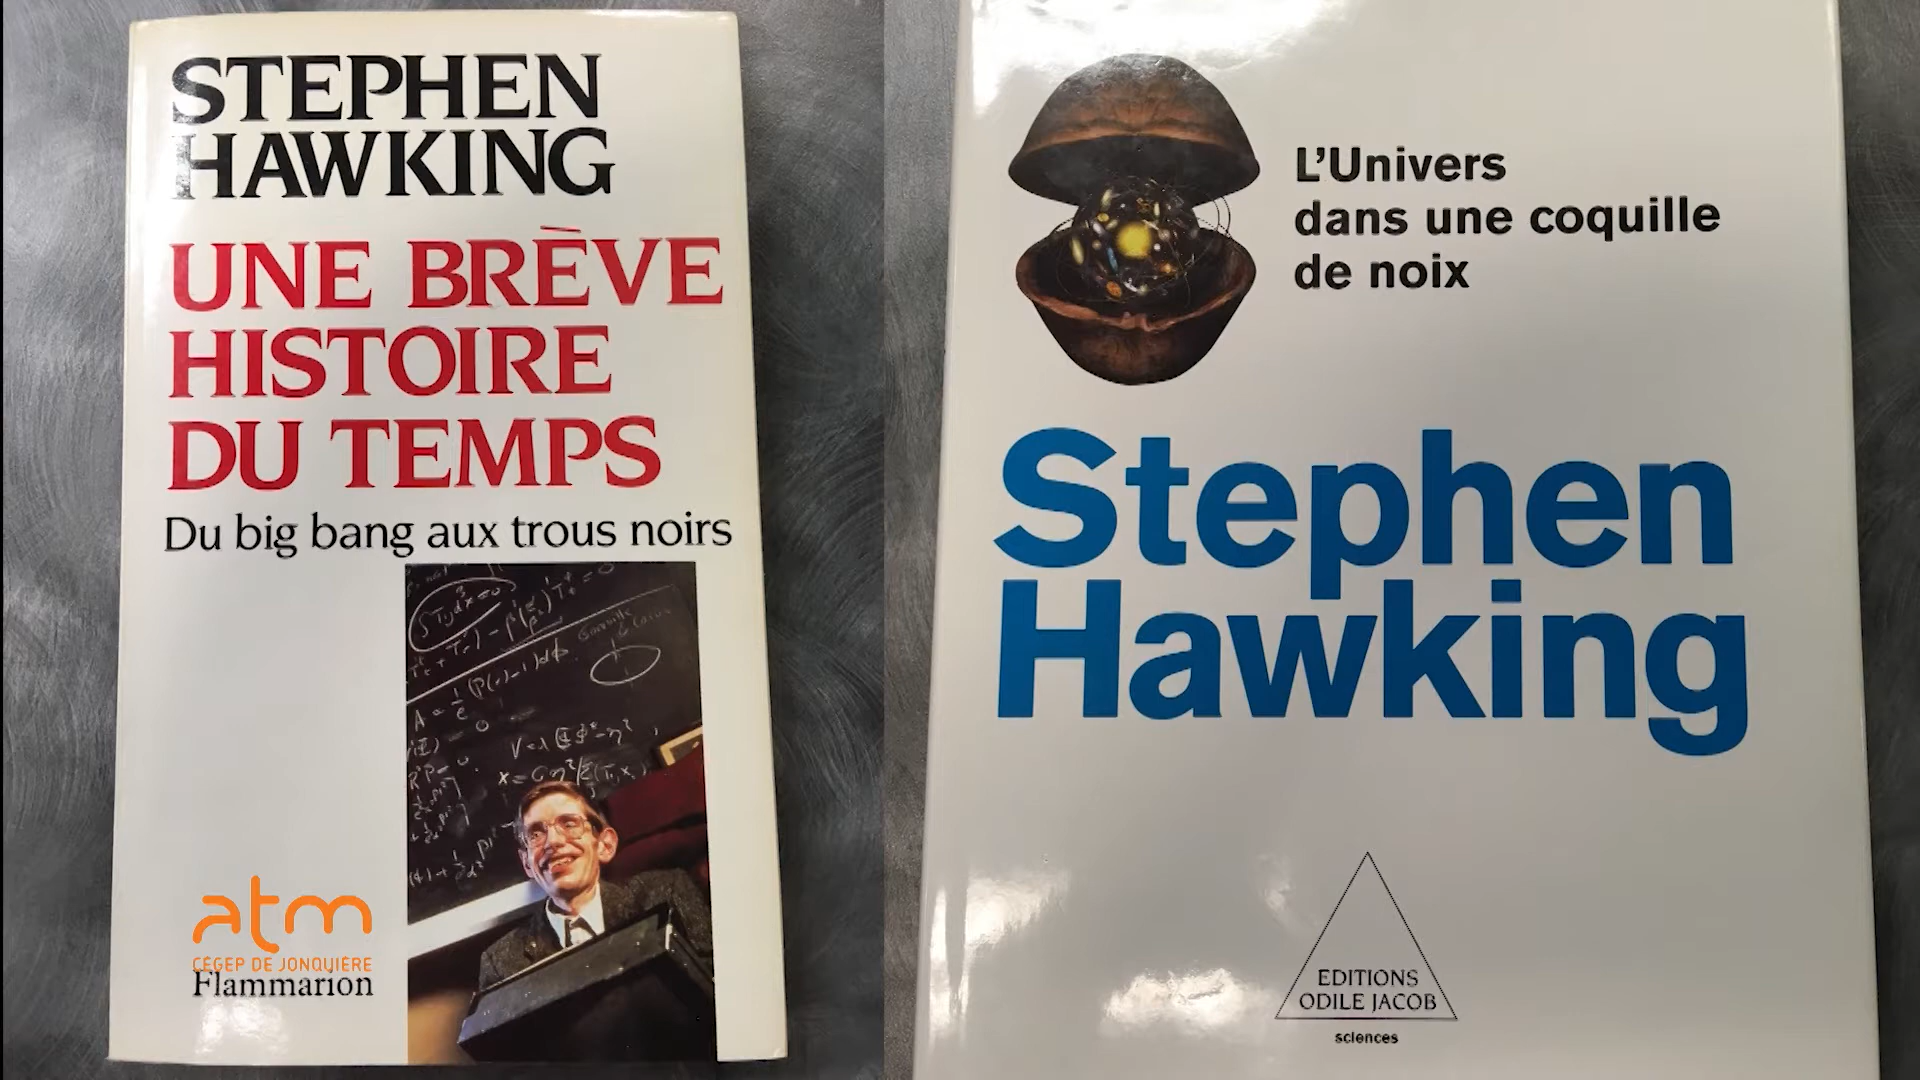 STEPHEN
HAWKING
UNE BRÈVE
HISTOIRE
DU TEMPS
Du big bang aux trous noirs
atm
CÉGEP DE JONQUIÈRE
Flammarion
L'Univers
dans une coquille
de noix
Stephen
Hawking
EDITIONS
ODILE JACOB
sciences